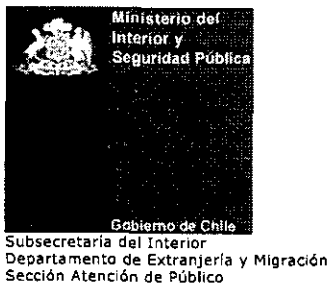 Ministerio del
Interior y
Seguridad Pública
Gobierno de Chile
Subsecretaría del Interior
Departamento de Extranjería y Migración
Sección Atención de Público